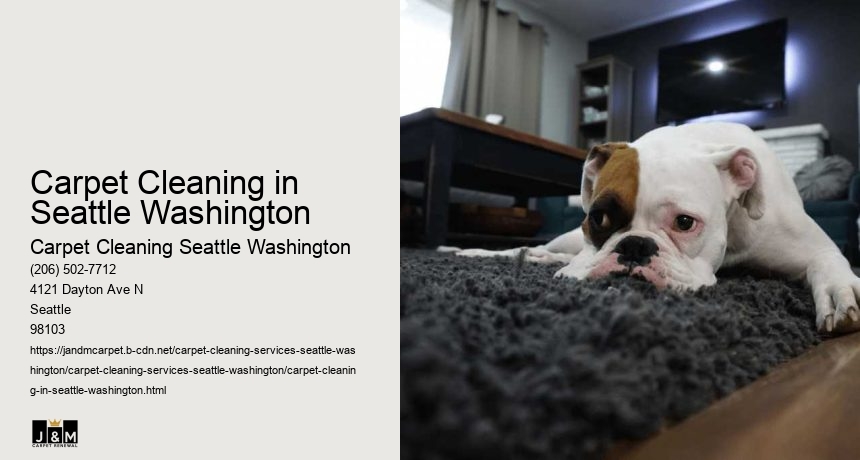 Carpet Cleaning in
Seattle Washington
Carpet Cleaning Seattle Washington
(206) 502-7712
4121 Dayton Ave N
Seattle
98103
https://jandmcarpet.b-cdn.net/carpet-cleaning-services-seattle-was
hington/carpet-cleaning-services-seattle-washington/carpet-cleanin
g-in-seattle-washington.html
J&M
CARPET RENEWAL